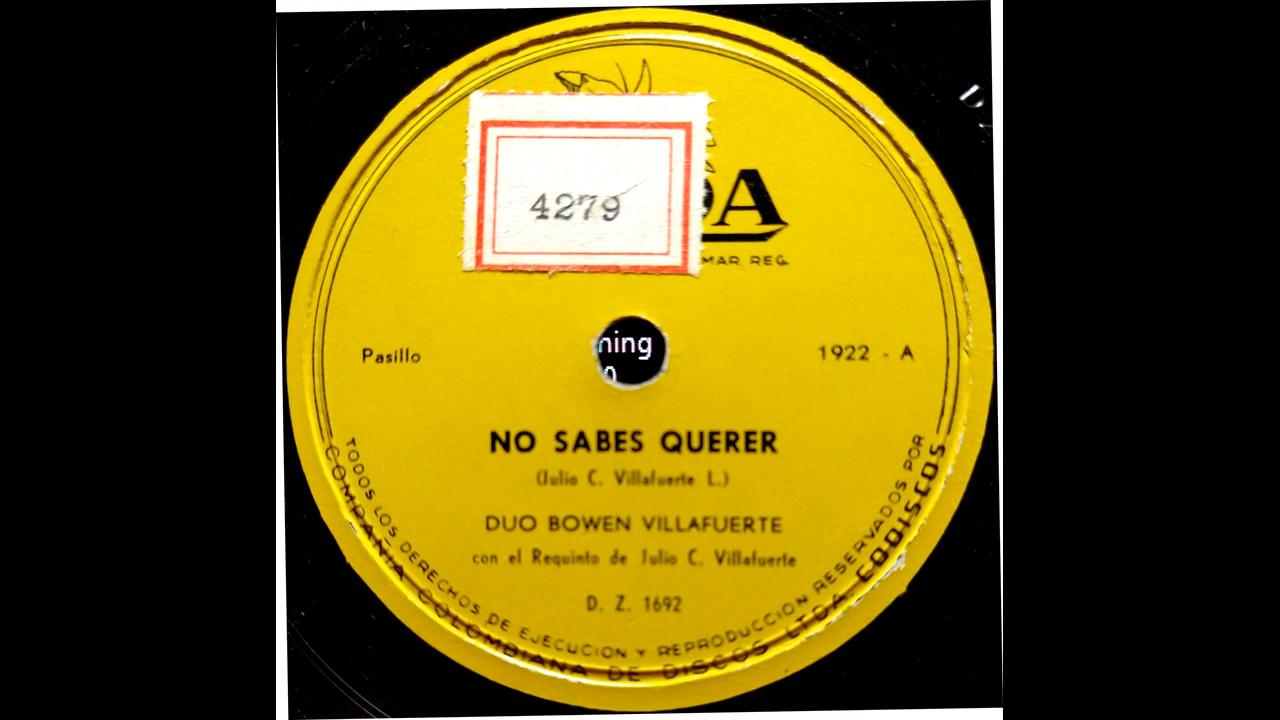 4279
MAR. REG.
Pasillo
1922 - A
NO SABES QUERER
(Julio C. Villafuerte L.)
DUO BOWEN VILLAFUERTE
con el Requinto de Julio C. Villafuerte
D. Z. 1692
TODOS LOS DERECHOS DE EJECUCION Y REPRODUCCION RESERVADOS POR
COMPAÑIA COLOMBIANA DE DISCOS LTDA CODISCOS